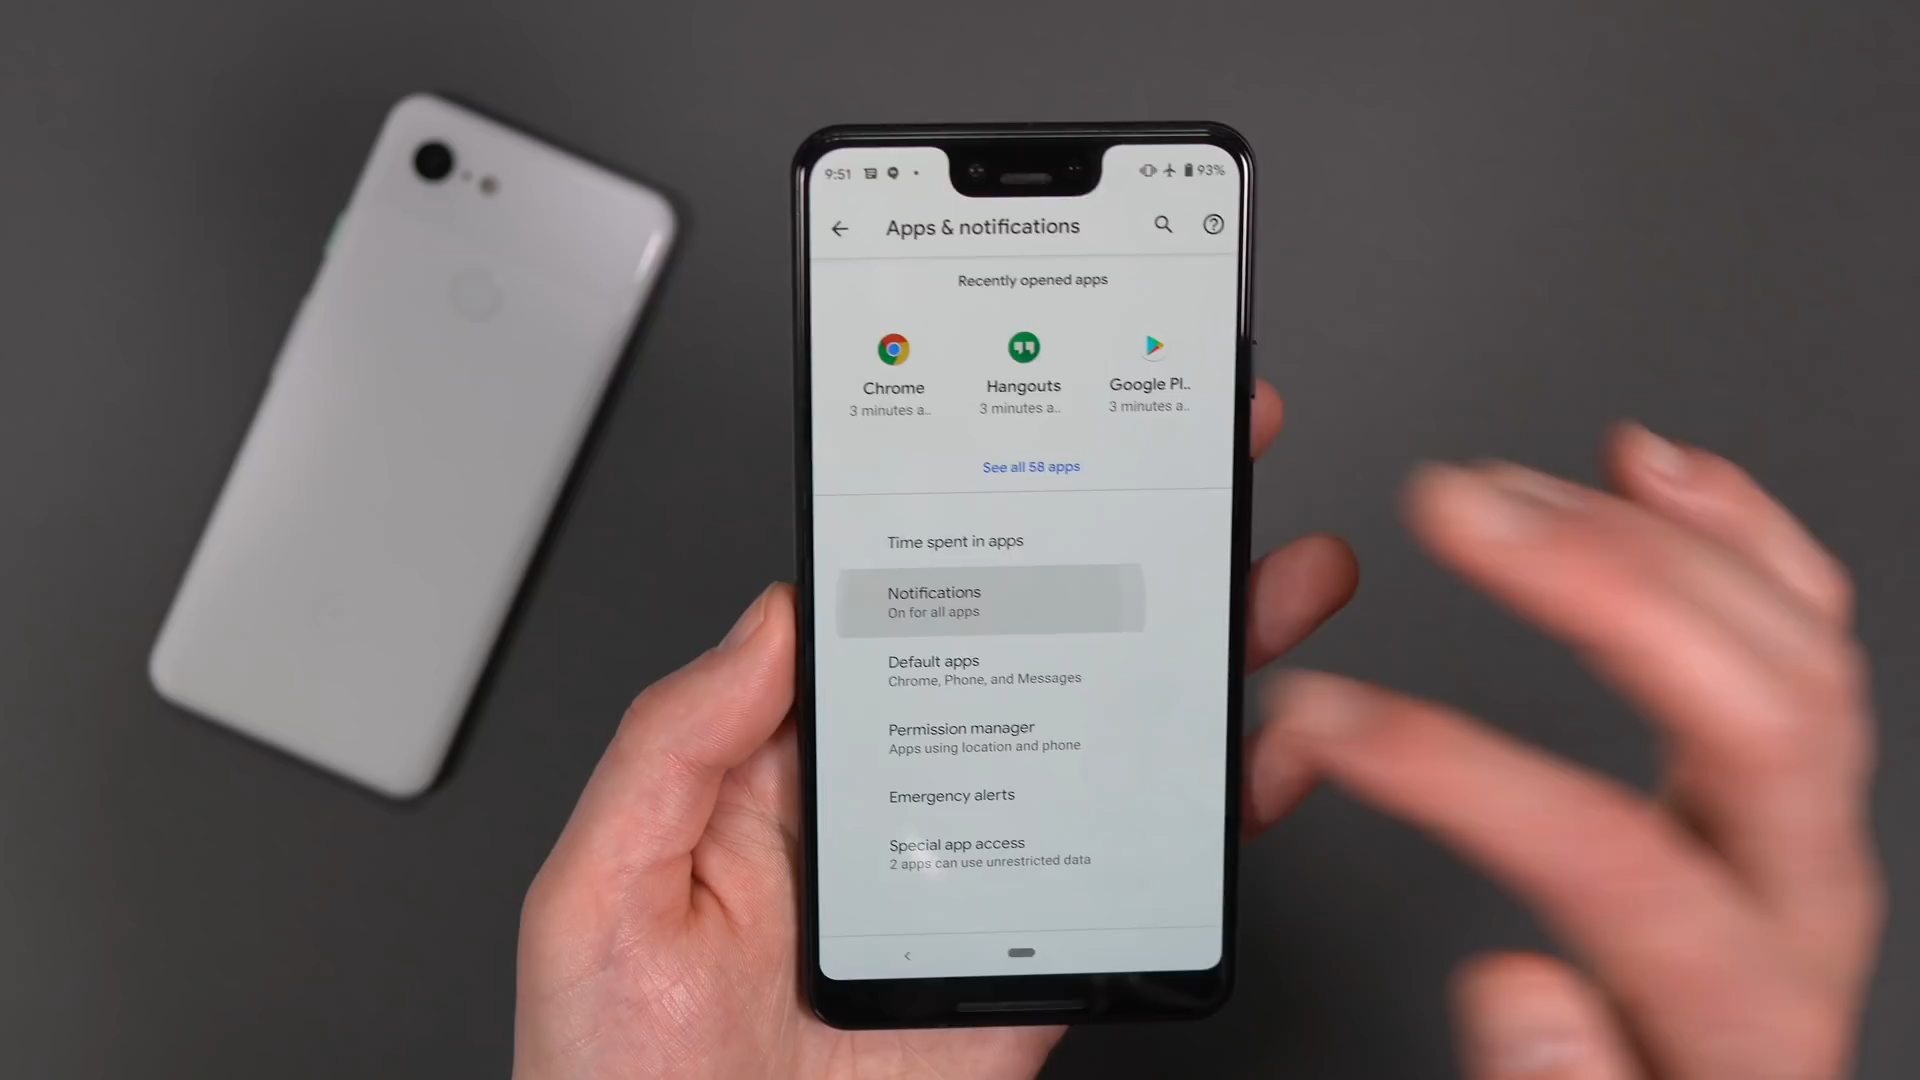 9:51
93%
Apps & notifications
Recently opened apps
Chrome
Hangouts
Google Pl..
3 minutes a..
3 minutes a..
3 minutes a..
See all 58 apps
Time spent in apps
Notifications
On for all apps
Default apps
Chrome, Phone, and Messages
Permission manager
Apps using location and phone
Emergency alerts
Special app access
2 apps can use unrestricted data